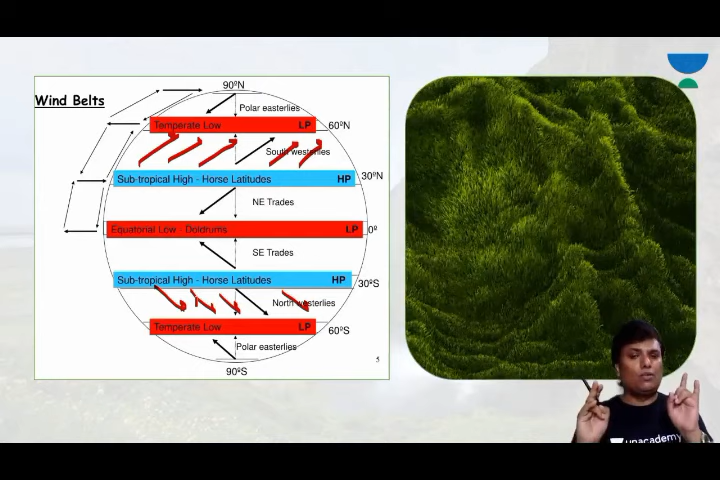 Wind Belts
90ºN
Polar easterlies
Temperate Low LP
60ºN
South westerlies
Sub-tropical High - Horse Latitudes HP
30ºN
NE Trades
Equatorial Low - Doldrums LP
0º
SE Trades
Sub-tropical High - Horse Latitudes HP
30ºS
North westerlies
Temperate Low LP
60ºS
Polar easterlies
90ºS
5
unacademy